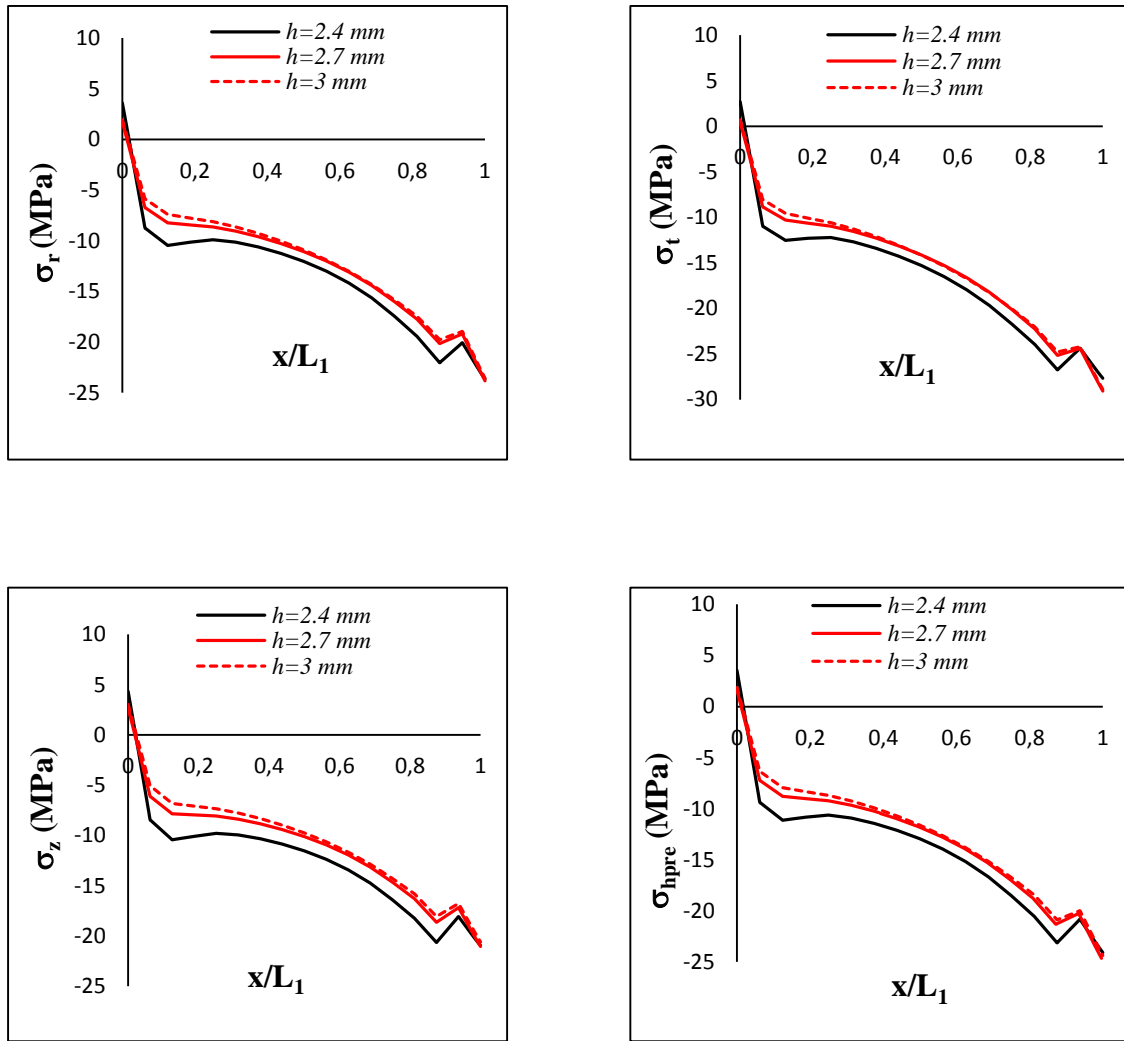 h=2.4 mm
h=2.7 mm
h=3 mm
10
5
0
-5
-10
-15
-20
-25
0 0,2 0,4 0,6 0,8 1
σr (MPa)
x/L1
h=2.4 mm
h=2.7 mm
h=3 mm
10
5
0
-5
-10
-15
-20
-25
-30
0 0,2 0,4 0,6 0,8 1
σt (MPa)
x/L1
h=2.4 mm
h=2.7 mm
h=3 mm
10
5
0
-5
-10
-15
-20
-25
0 0,2 0,4 0,6 0,8 1
σz (MPa)
x/L1
h=2.4 mm
h=2.7 mm
h=3 mm
10
5
0
-5
-10
-15
-20
-25
0 0,2 0,4 0,6 0,8 1
σhpre (MPa)
x/L1